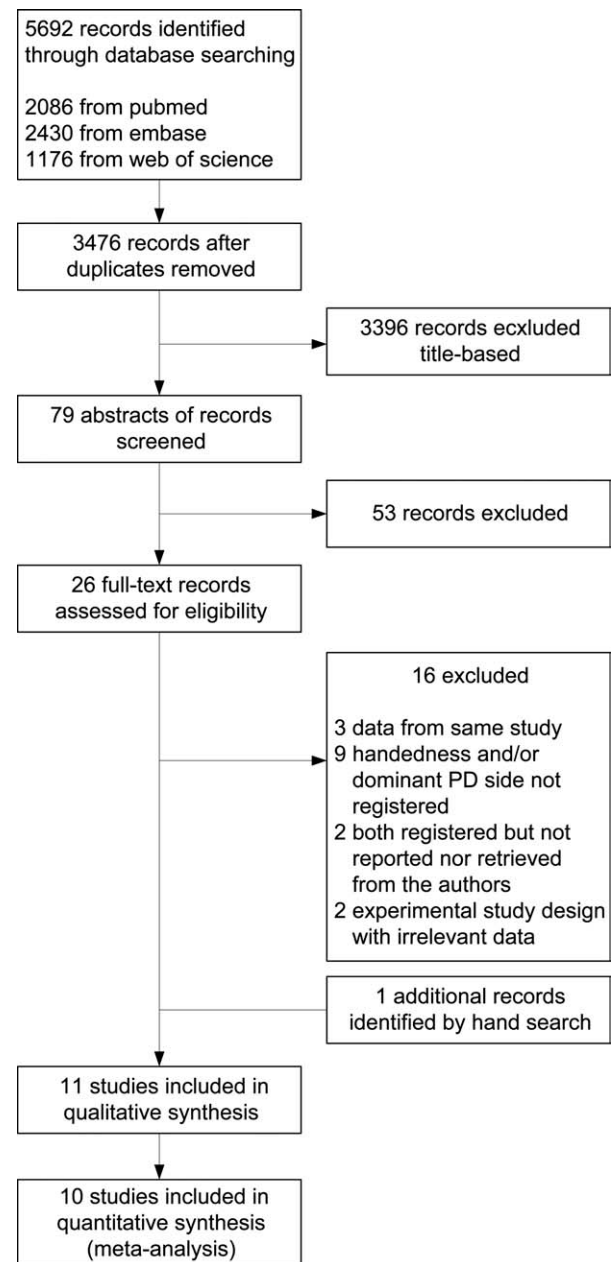 5692 records identified
through database searching
2086 from pubmed
2430 from embase
1176 from web of science
3476 records after
duplicates removed
3396 records ecxluded
title-based
79 abstracts of records
screened
53 records excluded
26 full-text records
assessed for eligibility
16 excluded
3 data from same study
9 handedness and/or
dominant PD side not
registered
2 both registered but not
reported nor retrieved
from the authors
2 experimental study design
with irrelevant data
1 additional records
identified by hand search
11 studies included in
qualitative synthesis
10 studies included in
quantitative synthesis
(meta-analysis)